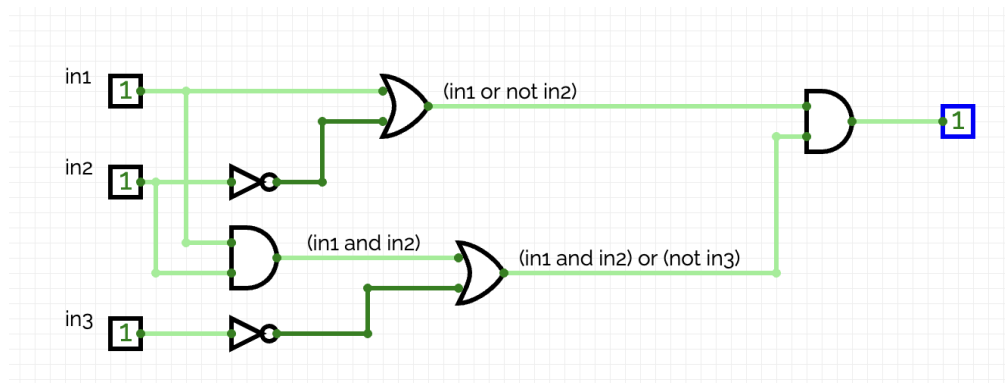 in1
1
(in1 or not in2)
1
in2
1
(in1 and in2)
(in1 and in2) or (not in3)
in3
1